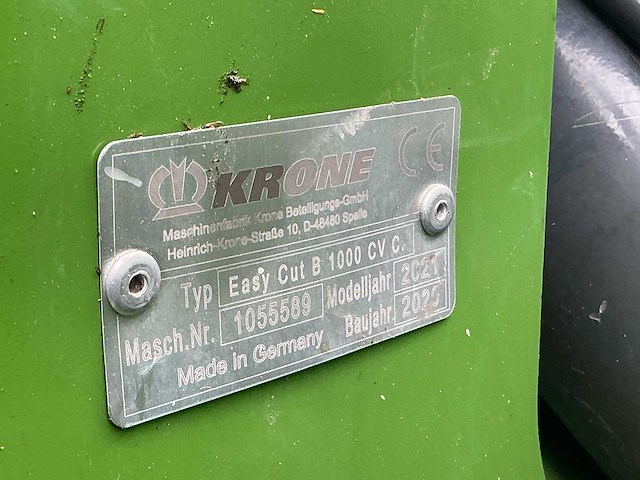 KRONE CE
Maschinenfabrik Krone Beteiligungs-GmbH
Heinrich-Krone-Straße 10, D-48480 Spelle
Typ Easy Cut B 1000 CV C. Modelljahr 2021
Masch.Nr. 1055589 Baujahr 2020
Made in Germany